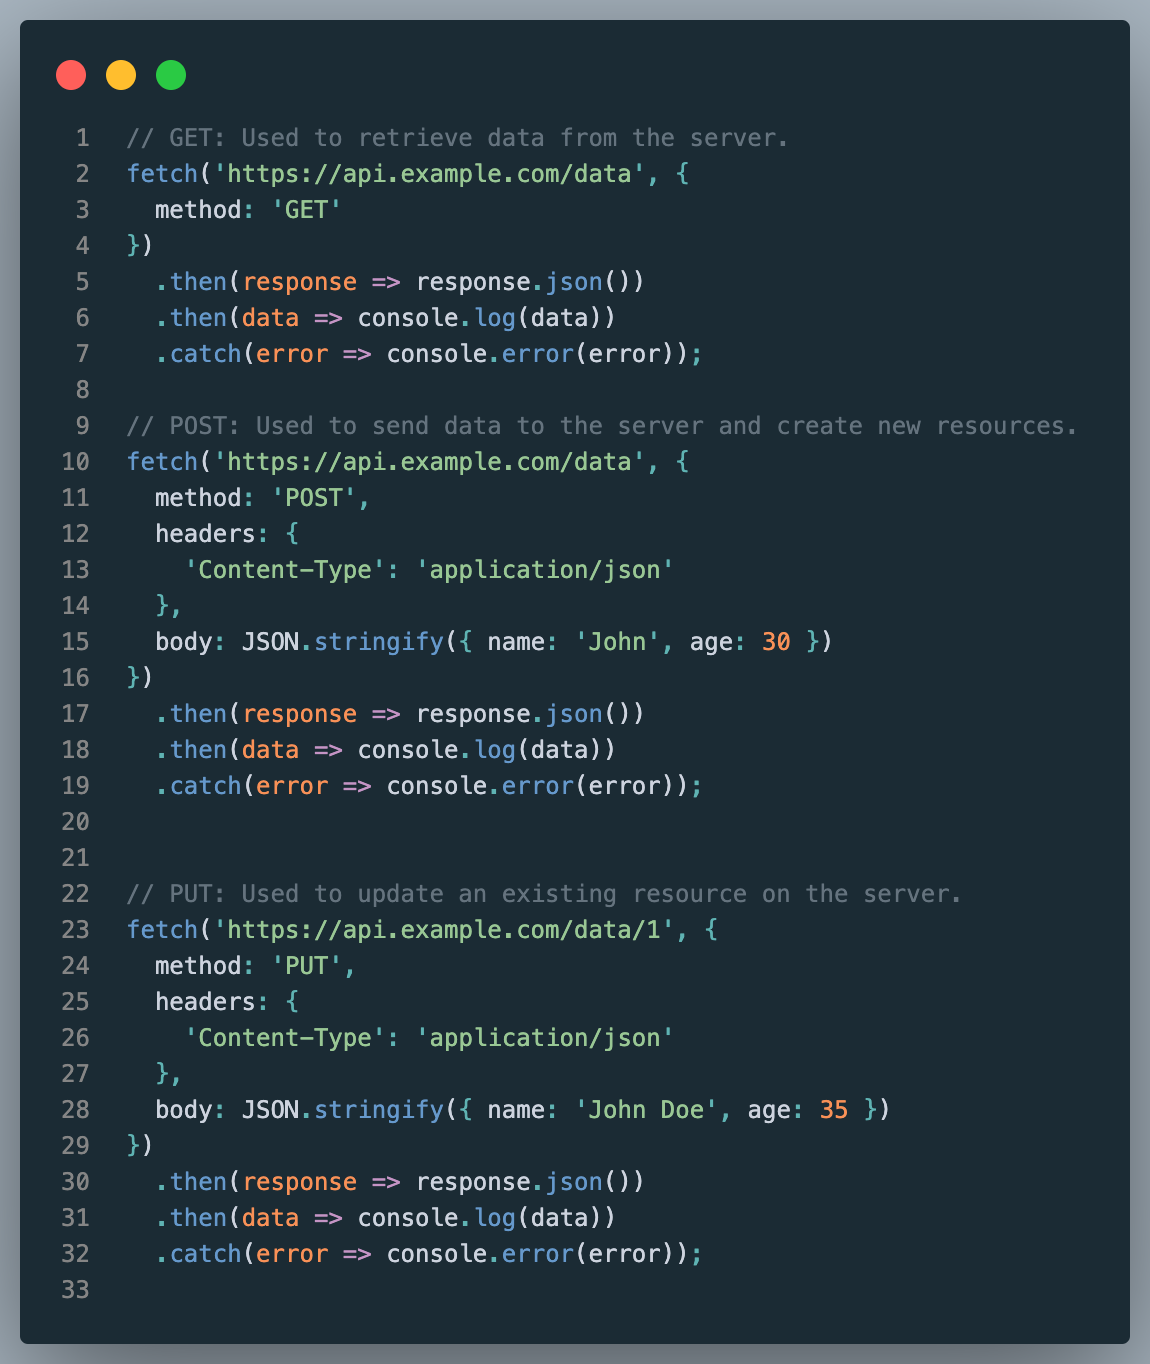 1 // GET: Used to retrieve data from the server.
2 fetch('https://api.example.com/data', {
3   method: 'GET'
4 })
5   .then(response => response.json())
6   .then(data => console.log(data))
7   .catch(error => console.error(error));
8
9 // POST: Used to send data to the server and create new resources.
10 fetch('https://api.example.com/data', {
11   method: 'POST',
12   headers: {
13     'Content-Type': 'application/json'
14   },
15   body: JSON.stringify({ name: 'John', age: 30 })
16 })
17   .then(response => response.json())
18   .then(data => console.log(data))
19   .catch(error => console.error(error));
20
21
22 // PUT: Used to update an existing resource on the server.
23 fetch('https://api.example.com/data/1', {
24   method: 'PUT',
25   headers: {
26     'Content-Type': 'application/json'
27   },
28   body: JSON.stringify({ name: 'John Doe', age: 35 })
29 })
30   .then(response => response.json())
31   .then(data => console.log(data))
32   .catch(error => console.error(error));
33